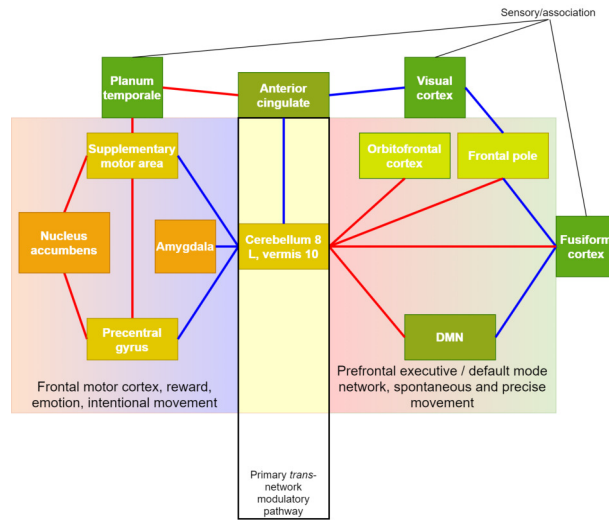 Sensory/association
Planum
temporale
Anterior
cingulate
Visual
cortex
Supplementary
motor area
Orbitofrontal
cortex
Frontal pole
Nucleus
accumbens
Amygdala
Cerebellum 8
L, vermis 10
Fusiform
cortex
Precentral
gyrus
DMN
Frontal motor cortex, reward,
emotion, intentional movement
Prefrontal executive / default mode
network, spontaneous and precise
movement
Primary trans-
network
modulatory
pathway